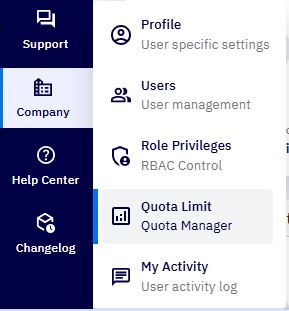 Support
Company
Help Center
Changelog
Profile
User specific settings
Users
User management
Role Privileges
RBAC Control
Quota Limit
Quota Manager
My Activity
User activity log